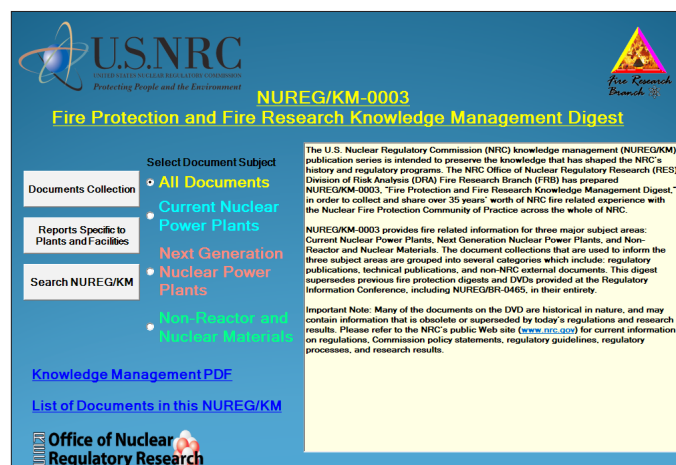 U.S.NRC
UNITED STATES NUCLEAR REGULATORY COMMISSION
Protecting People and the Environment
Fire Research
Branch
NUREG/KM-0003
Fire Protection and Fire Research Knowledge Management Digest
Select Document Subject
All Documents
Current Nuclear
Power Plants
Next Generation
Nuclear Power
Plants
Non-Reactor and
Nuclear Materials
Documents Collection
Reports Specific to
Plants and Facilities
Search NUREG/KM
The U.S. Nuclear Regulatory Commission (NRC) knowledge management (NUREG/KM)
publication series is intended to preserve the knowledge that has shaped the NRC's
history and regulatory programs. The NRC Office of Nuclear Regulatory Research (RES)
Division of Risk Analysis (DRA) Fire Research Branch (FRB) has prepared
NUREG/KM-0003, "Fire Protection and Fire Research Knowledge Management Digest,"
in order to collect and share over 35 years' worth of NRC fire related experience with
the Nuclear Fire Protection Community of Practice across the whole of NRC.
NUREG/KM-0003 provides fire related information for three major subject areas:
Current Nuclear Power Plants, Next Generation Nuclear Power Plants, and Non-
Reactor and Nuclear Materials. The document collections that are used to inform the
three subject areas are grouped into several categories which include: regulatory
publications, technical publications, and non-NRC external documents. This digest
supersedes previous fire protection digests and DVDs provided at the Regulatory
Information Conference, including NUREG/BR-0465, in their entirety.
Important Note: Many of the documents on the DVD are historical in nature, and may
contain information that is obsolete or superseded by today's regulations and research
results. Please refer to the NRC's public Web site (www.nrc.gov) for current information
on regulations, Commission policy statements, regulatory guidelines, regulatory
processes, and research results.
Knowledge Management PDF
List of Documents in this NUREG/KM
Office of Nuclear
Regulatory Research